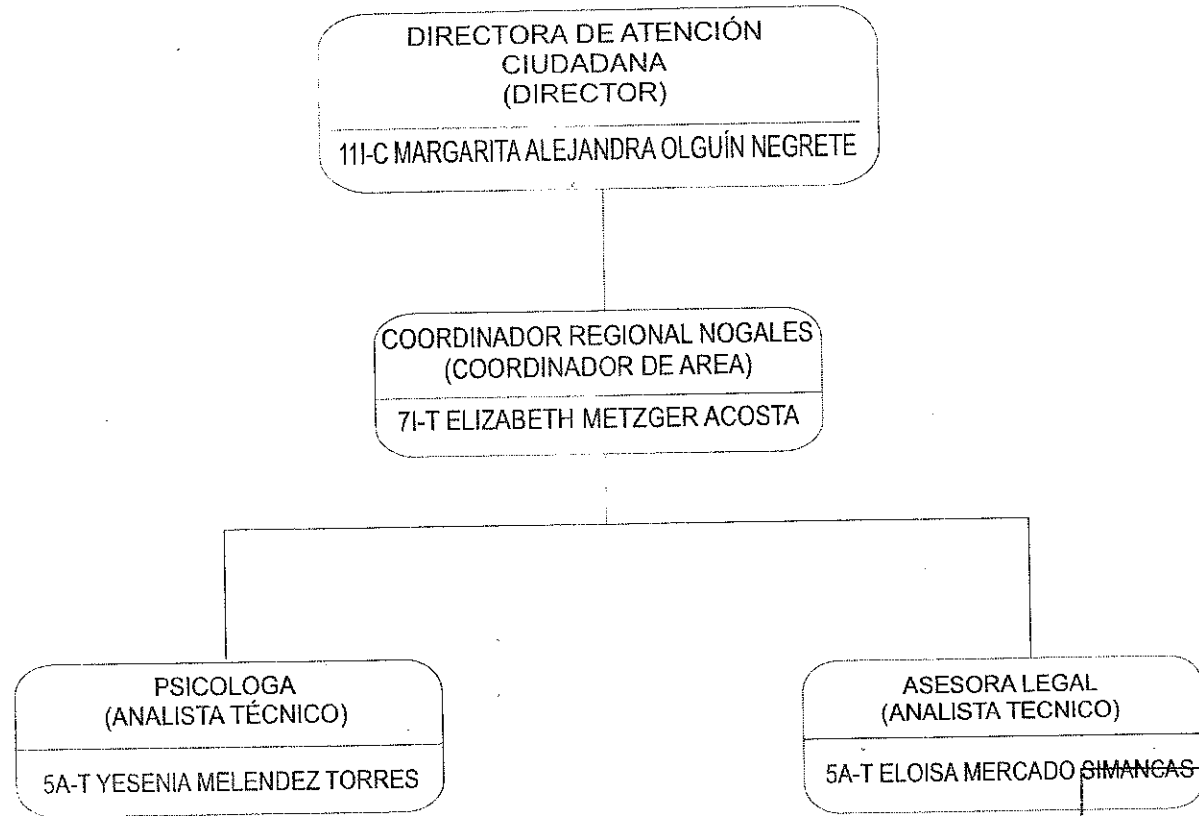 DIRECTORA DE ATENCIÓN
CIUDADANA
(DIRECTOR)
11I-C MARGARITA ALEJANDRA OLGUÍN NEGRETE
COORDINADOR REGIONAL NOGALES
(COORDINADOR DE AREA)
7I-T ELIZABETH METZGER ACOSTA
PSICOLOGA
(ANALISTA TÉCNICO)
5A-T YESENIA MELENDEZ TORRES
ASESORA LEGAL
(ANALISTA TECNICO)
5A-T ELOISA MERCADO SIMANCAS